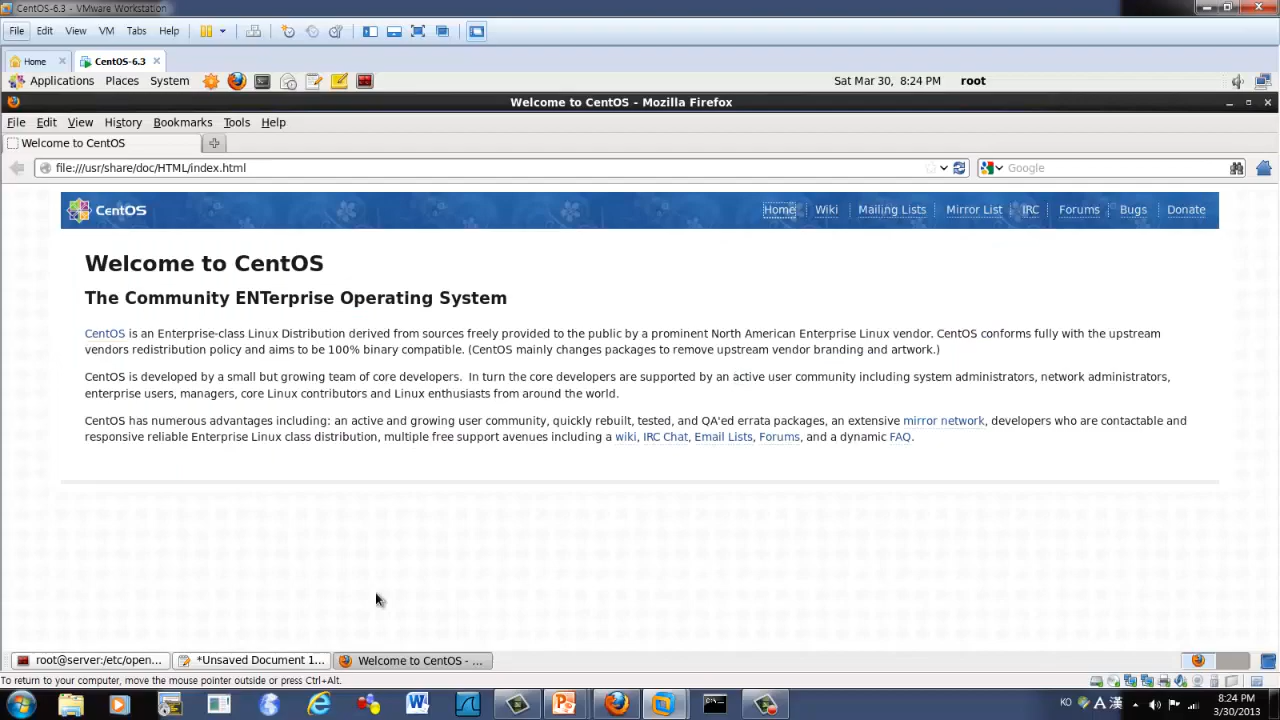 CentOS-6.3 - VMware Workstation
File Edit View VM Tabs Help
Home CentOS-6.3
Applications Places System Sat Mar 30, 8:24 PM root
Welcome to CentOS - Mozilla Firefox
File Edit View History Bookmarks Tools Help
Welcome to CentOS
file:///usr/share/doc/HTML/index.html Google
CentOS Home Wiki Mailing Lists Mirror List IRC Forums Bugs Donate
Welcome to CentOS
The Community ENTerprise Operating System
CentOS is an Enterprise-class Linux Distribution derived from sources freely provided to the public by a prominent North American Enterprise Linux vendor. CentOS conforms fully with the upstream
vendors redistribution policy and aims to be 100% binary compatible. (CentOS mainly changes packages to remove upstream vendor branding and artwork.)
CentOS is developed by a small but growing team of core developers. In turn the core developers are supported by an active user community including system administrators, network administrators,
enterprise users, managers, core Linux contributors and Linux enthusiasts from around the world.
CentOS has numerous advantages including: an active and growing user community, quickly rebuilt, tested, and QA'ed errata packages, an extensive mirror network, developers who are contactable and
responsive reliable Enterprise Linux class distribution, multiple free support avenues including a wiki, IRC Chat, Email Lists, Forums, and a dynamic FAQ.
root@server:/etc/open... *Unsaved Document 1... Welcome to CentOS - ...
To return to your computer, move the mouse pointer outside or press Ctrl+Alt.
KO A 漢 8:24 PM
3/30/2013